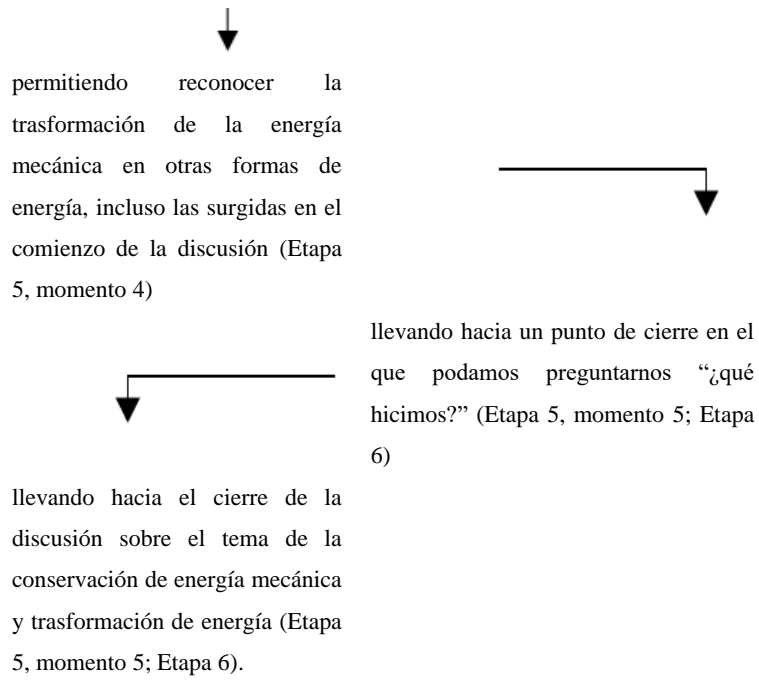 permitiendo reconocer la
trasformación de la energía
mecánica en otras formas de
energía, incluso las surgidas en el
comienzo de la discusión (Etapa
5, momento 4)
llevando hacia un punto de cierre en el
que podamos preguntarnos “¿qué
hicimos?” (Etapa 5, momento 5; Etapa
6)
llevando hacia el cierre de la
discusión sobre el tema de la
conservación de energía mecánica
y trasformación de energía (Etapa
5, momento 5; Etapa 6).